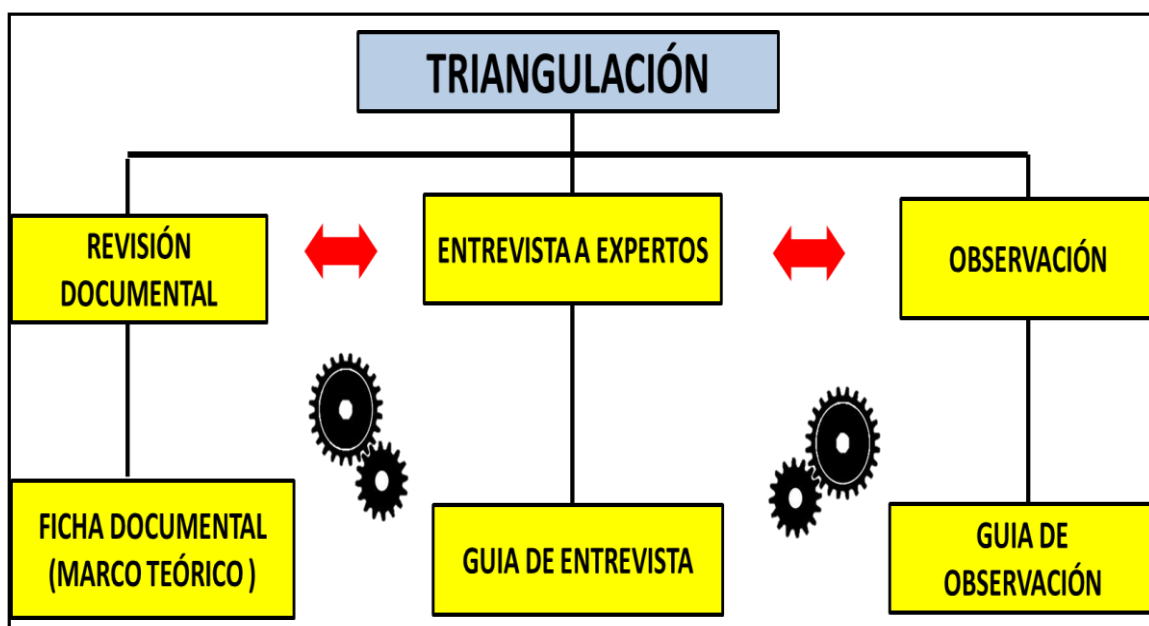 TRIANGULACIÓN
REVISIÓN
DOCUMENTAL
ENTREVISTA A EXPERTOS
OBSERVACIÓN
FICHA DOCUMENTAL
(MARCO TEÓRICO )
GUIA DE ENTREVISTA
GUIA DE
OBSERVACIÓN